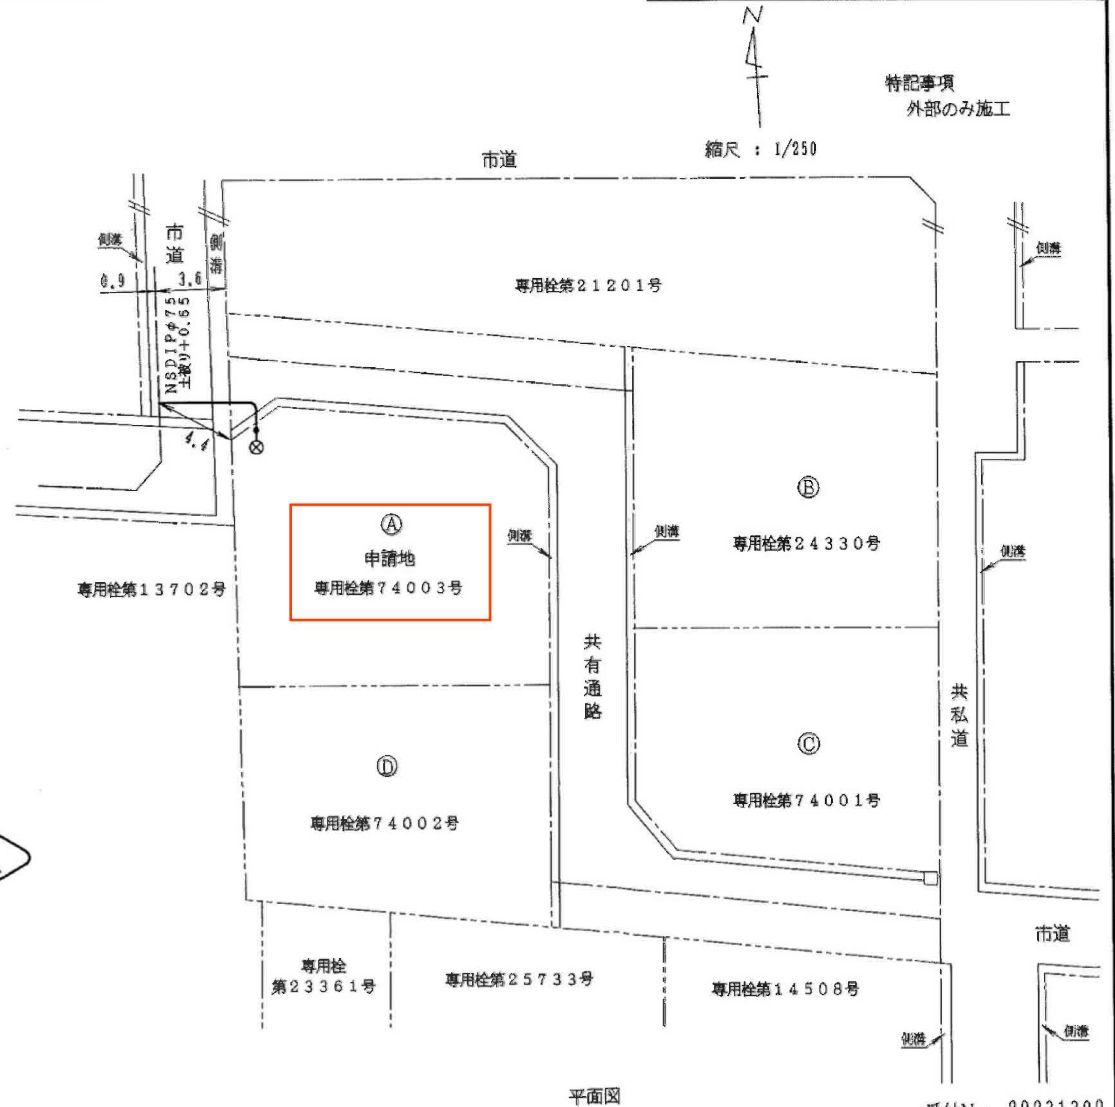 N
特記事項
外部のみ施工
縮尺 : 1/250
市道
側溝
市道
側溝
側溝
0.9
3.6
専用栓第21201号
NSDIPφ75
土被り+0.65
4.4
Ⓐ
申請地
専用栓第74003号
側溝
側溝
Ⓑ
専用栓第24330号
側溝
専用栓第13702号
共有通路
共私道
Ⓓ
専用栓第74002号
Ⓒ
専用栓第74001号
市道
専用栓
第23361号
専用栓第25733号
専用栓第14508号
側溝
側溝
平面図